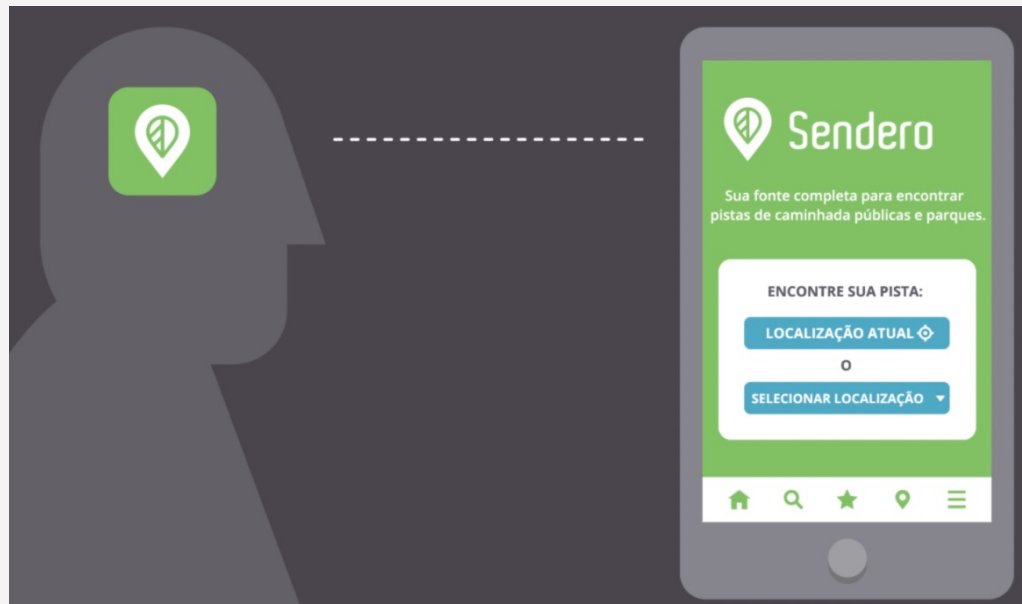 Sendero
Sua fonte completa para encontrar
pistas de caminhada públicas e parques.
ENCONTRE SUA PISTA:
LOCALIZAÇÃO ATUAL
O
SELECIONAR LOCALIZAÇÃO